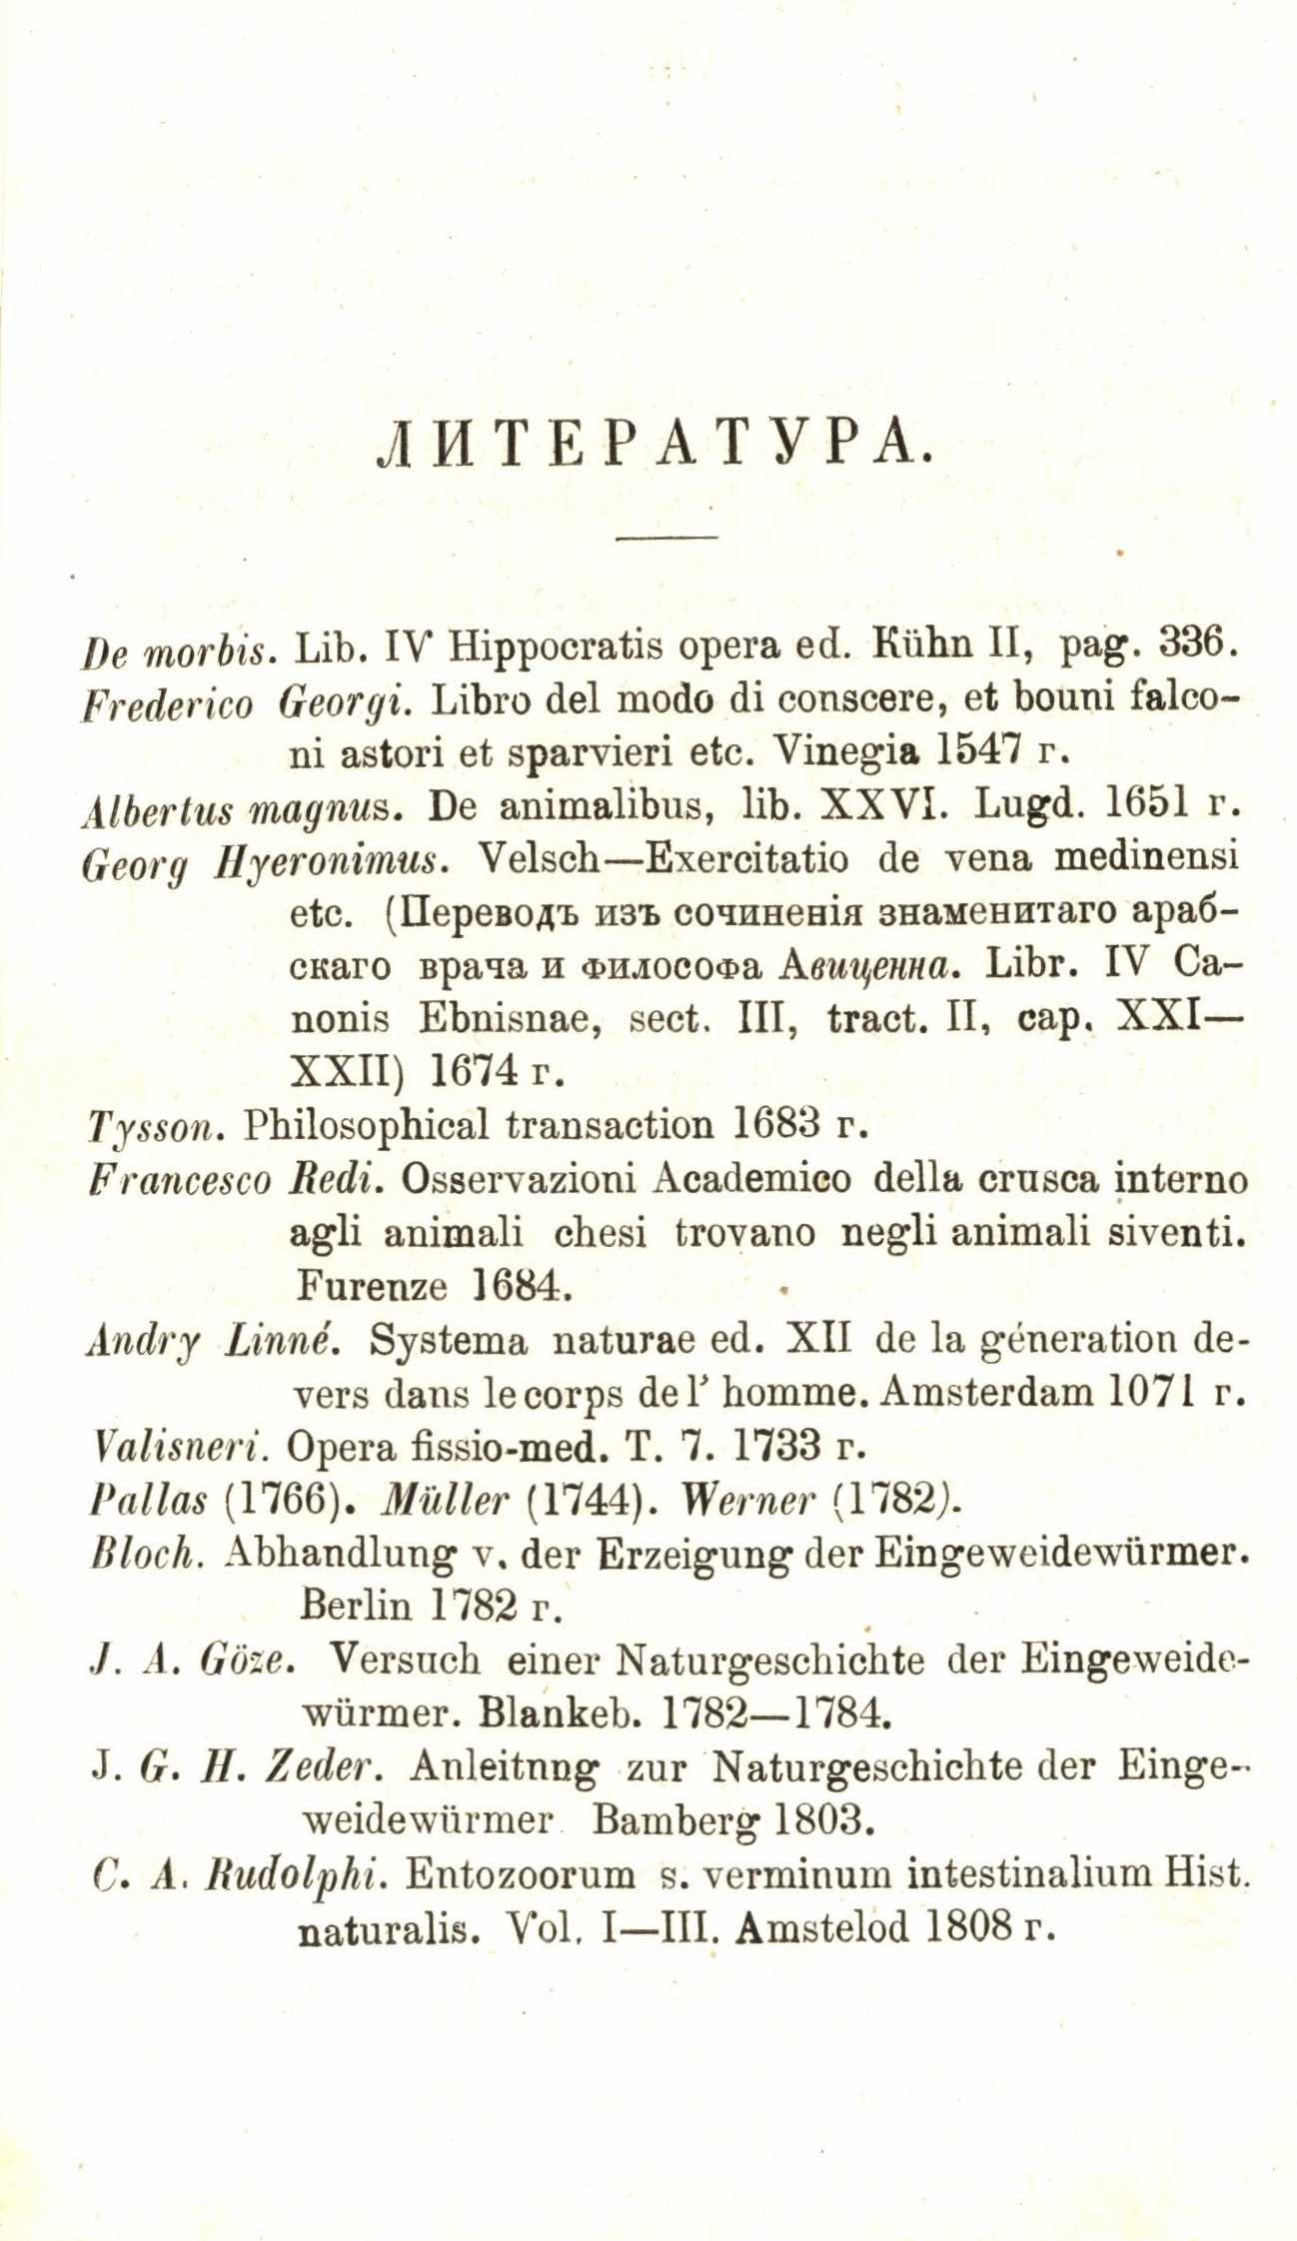 ЛИТЕРАТУРА.
De morbis. Lib. IV Hippocratis opera ed. Kühn II, pag. 336.
Frederico Georgi. Libro del modo di conscere, et bouni falco-
ni astori et sparvieri etc. Vinegia 1547 г.
Albertus magnus. De animalibus, lib. XXVI. Lugd. 1651 г.
Georg Hyeronimus. Velsch—Exercitatio de vena medinensi
etc. (Переводъ изъ сочиненія знаменитаго араб-
скаго врача и философа Авиценна. Libr. IV Ca-
nonis Ebnisnae, sect. III, tract. II, cap. XXI—
XXII) 1674 г.
Tysson. Philosophical transaction 1683 г.
Francesco Redi. Osservazioni Academico della crusca interno
agli animali chesi trovano negli animali siventi.
Furenze 1684.
Andry Linné. Systema naturae ed. XII de la géneration de-
vers dans le corps de l' homme. Amsterdam 1071 г.
Valisneri. Opera fissio-med. T. 7. 1733 г.
Pallas (1766). Müller (1744). Werner (1782).
Bloch. Abhandlung v. der Erzeigung der Eingeweidewürmer.
Berlin 1782 г.
J. A. Göze. Versuch einer Naturgeschichte der Eingeweide-
würmer. Blankeb. 1782—1784.
J. G. H. Zeder. Anleitnng zur Naturgeschichte der Einge-
weidewürmer Bamberg 1803.
C. A. Rudolphi. Entozoorum s. verminum intestinalium Hist.
naturalis. Vol. I—III. Amstelod 1808 г.